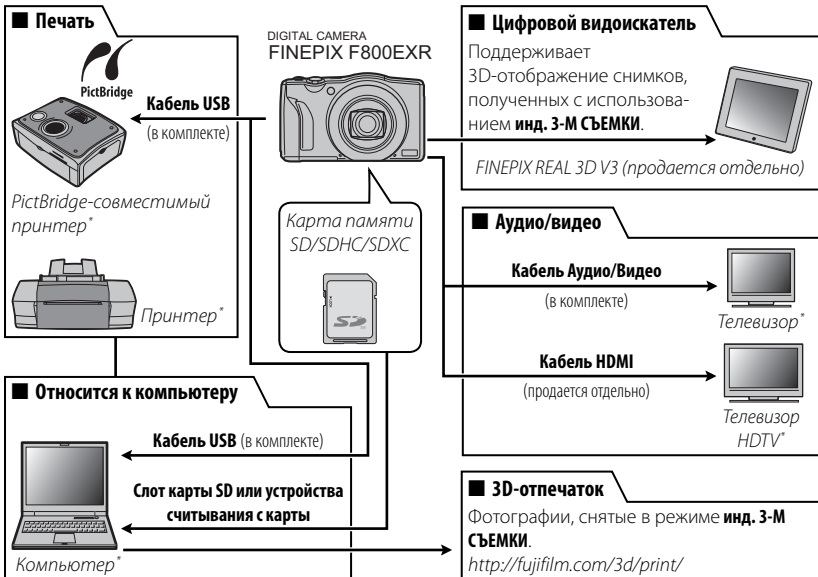 ■ Печать
PictBridge
Кабель USB
(в комплекте)
PictBridge-совместимый
принтер*
Принтер*
DIGITAL CAMERA
FINEPIX F800EXR
Карта памяти
SD/SDHC/SDXC
■ Цифровой видоискатель
Поддерживает
3D-отображение снимков,
полученных с использова-
нием инд. 3-М СЪЕМКИ.
FINEPIX REAL 3D V3 (продается отдельно)
■ Аудио/видео
Кабель Аудио/Видео
(в комплекте)
Телевизор*
Кабель HDMI
(продается отдельно)
Телевизор
HDTV*
■ Относится к компьютеру
Кабель USB (в комплекте)
Слот карты SD или устройства
считывания с карты
Компьютер*
■ 3D-отпечаток
Фотографии, снятые в режиме инд. 3-М
СЪЕМКИ.
http://fujifilm.com/3d/print/